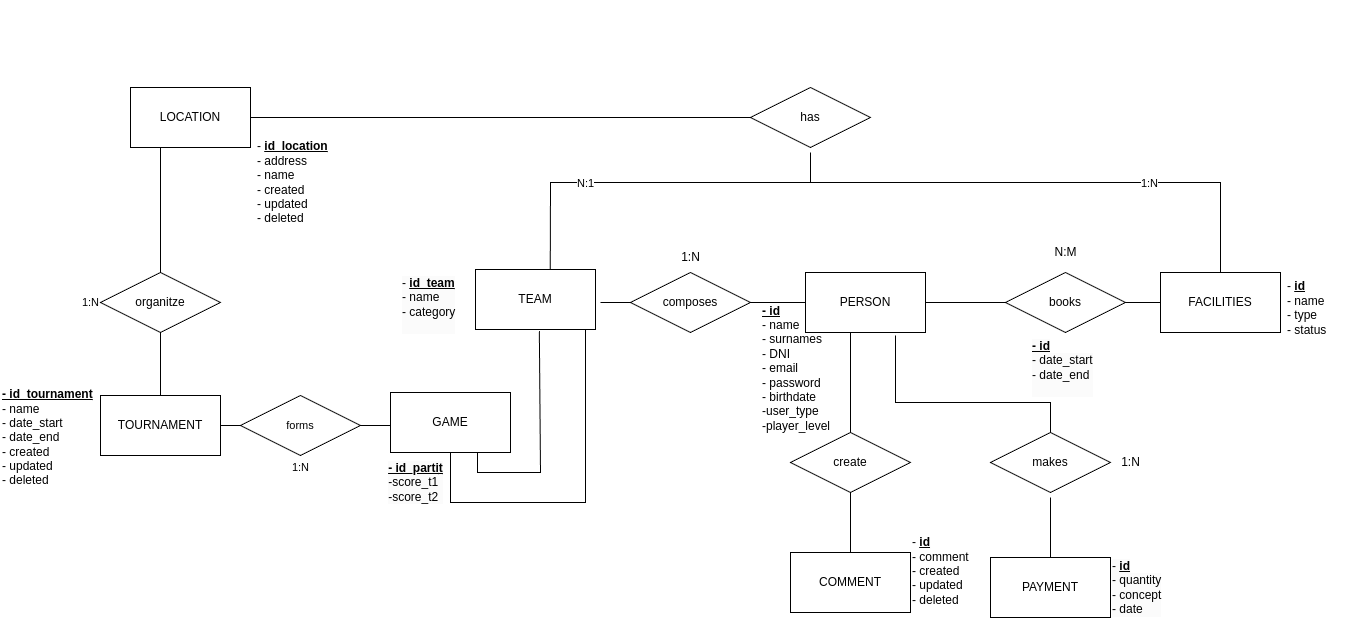 LOCATION
has
- id_location
- address
- name
- created
- updated
- deleted
N:1
1:N
1:N
organitze
- id_team
- name
- category
TEAM
1:N
composes
PERSON
- id
- name
- surnames
- DNI
- email
- password
- birthdate
-user_type
-player_level
N:M
books
- id
- date_start
- date_end
FACILITIES
- id
- name
- type
- status
- id_tournament
- name
- date_start
- date_end
- created
- updated
- deleted
TOURNAMENT
forms
1:N
GAME
- id_partit
-score_t1
-score_t2
create
makes
1:N
COMMENT
- id
- comment
- created
- updated
- deleted
PAYMENT
- id
- quantity
- concept
- date